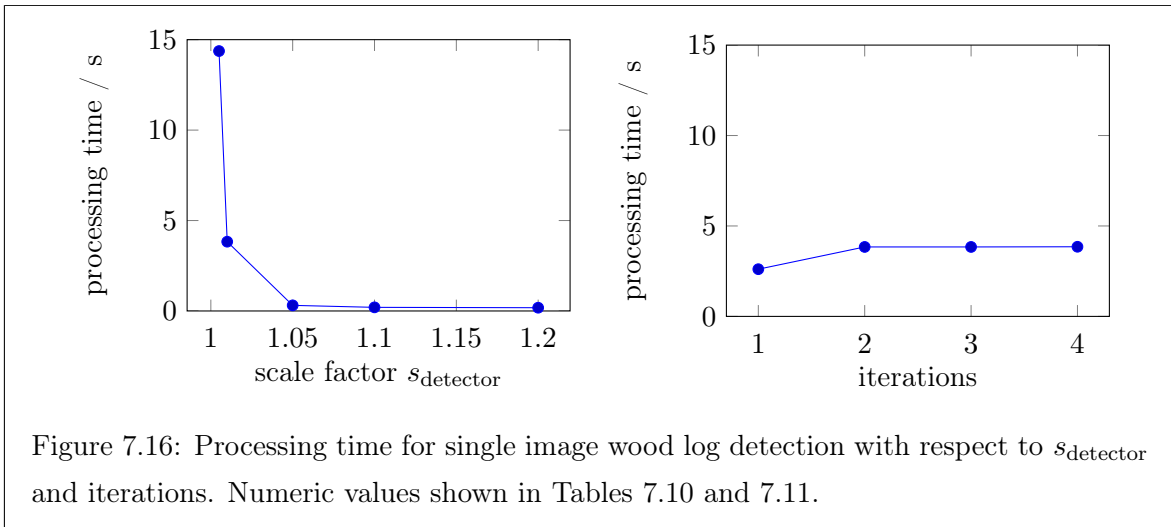 15
10
5
0
processing time / s
1 1.05 1.1 1.15 1.2
scale factor s_detector
15
10
5
0
processing time / s
1 2 3 4
iterations
Figure 7.16: Processing time for single image wood log detection with respect to s_detector
and iterations. Numeric values shown in Tables 7.10 and 7.11.